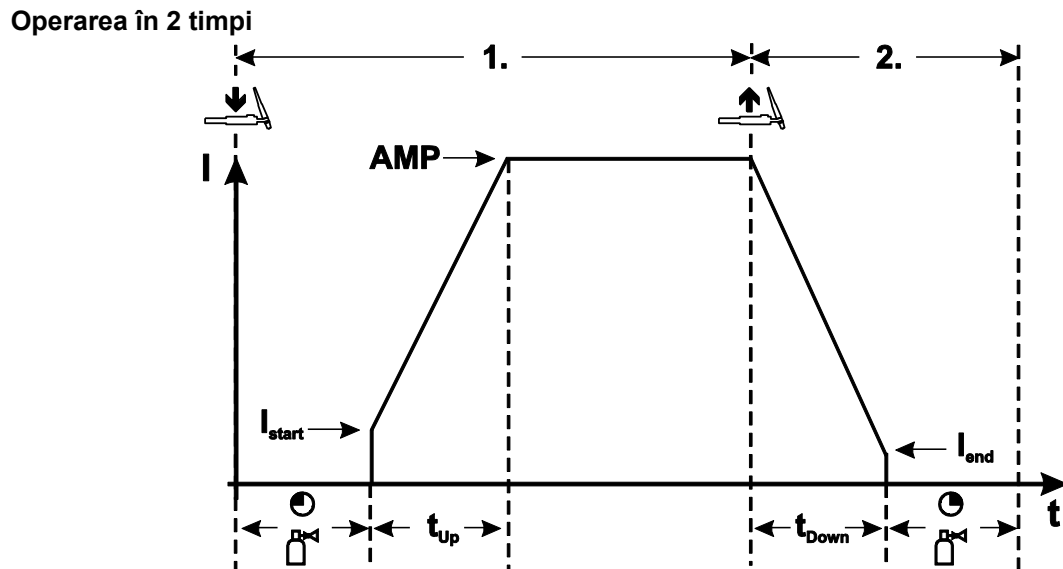 Operarea în 2 timpi
1.
2.
I
AMP
Istart
Iend
t
tUp
tDown